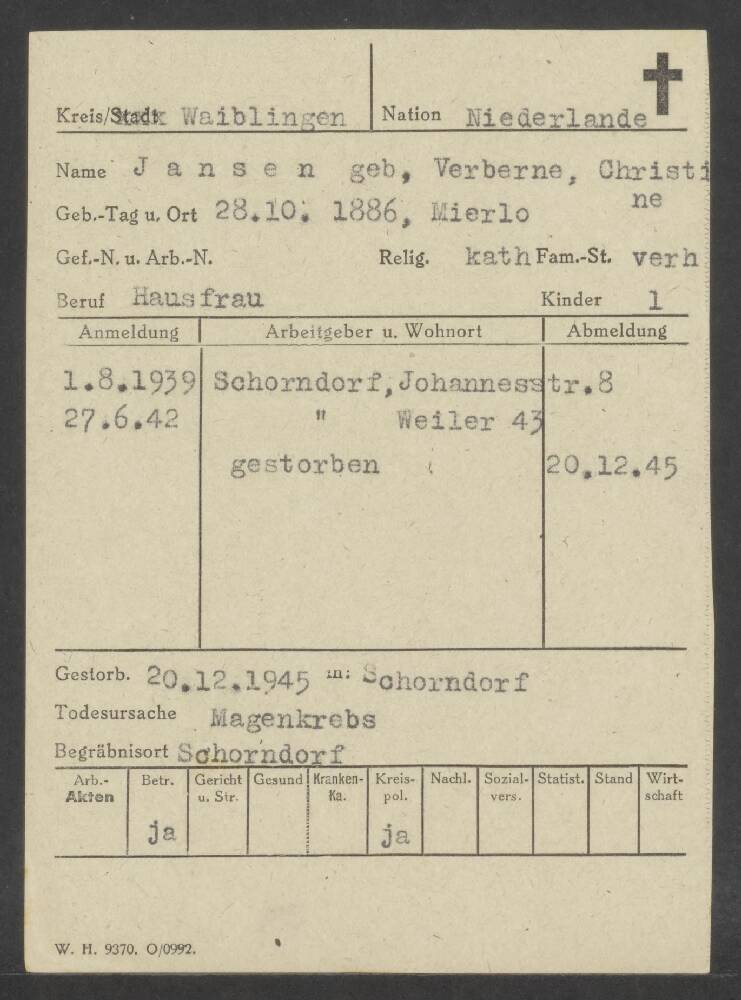 Kreis/Stadt Waiblingen Nation Niederlande
Name J a n s e n geb, Verberne, Christi
ne
Geb.-Tag u. Ort 28.10. 1886, Mierlo
Gef.-N. u. Arb.-N. Relig. kath Fam.-St. verh
Beruf Hausfrau Kinder 1
Anmeldung Arbeitgeber u. Wohnort Abmeldung
1.8.1939 Schorndorf, Johannesstr.8
27.6.42 " Weiler 43
gestorben 20.12.45
Gestorb. 20.12.1945 in: Schorndorf
Todesursache Magenkrebs
Begräbnisort Schorndorf
Arb.- Betr. Gericht Gesund Kranken- Kreis- Nachl. Sozial- Statist. Stand Wirt-
Akten u. Str. Ka. pol. vers. schaft
ja ja
W. H. 9370. O/0992.